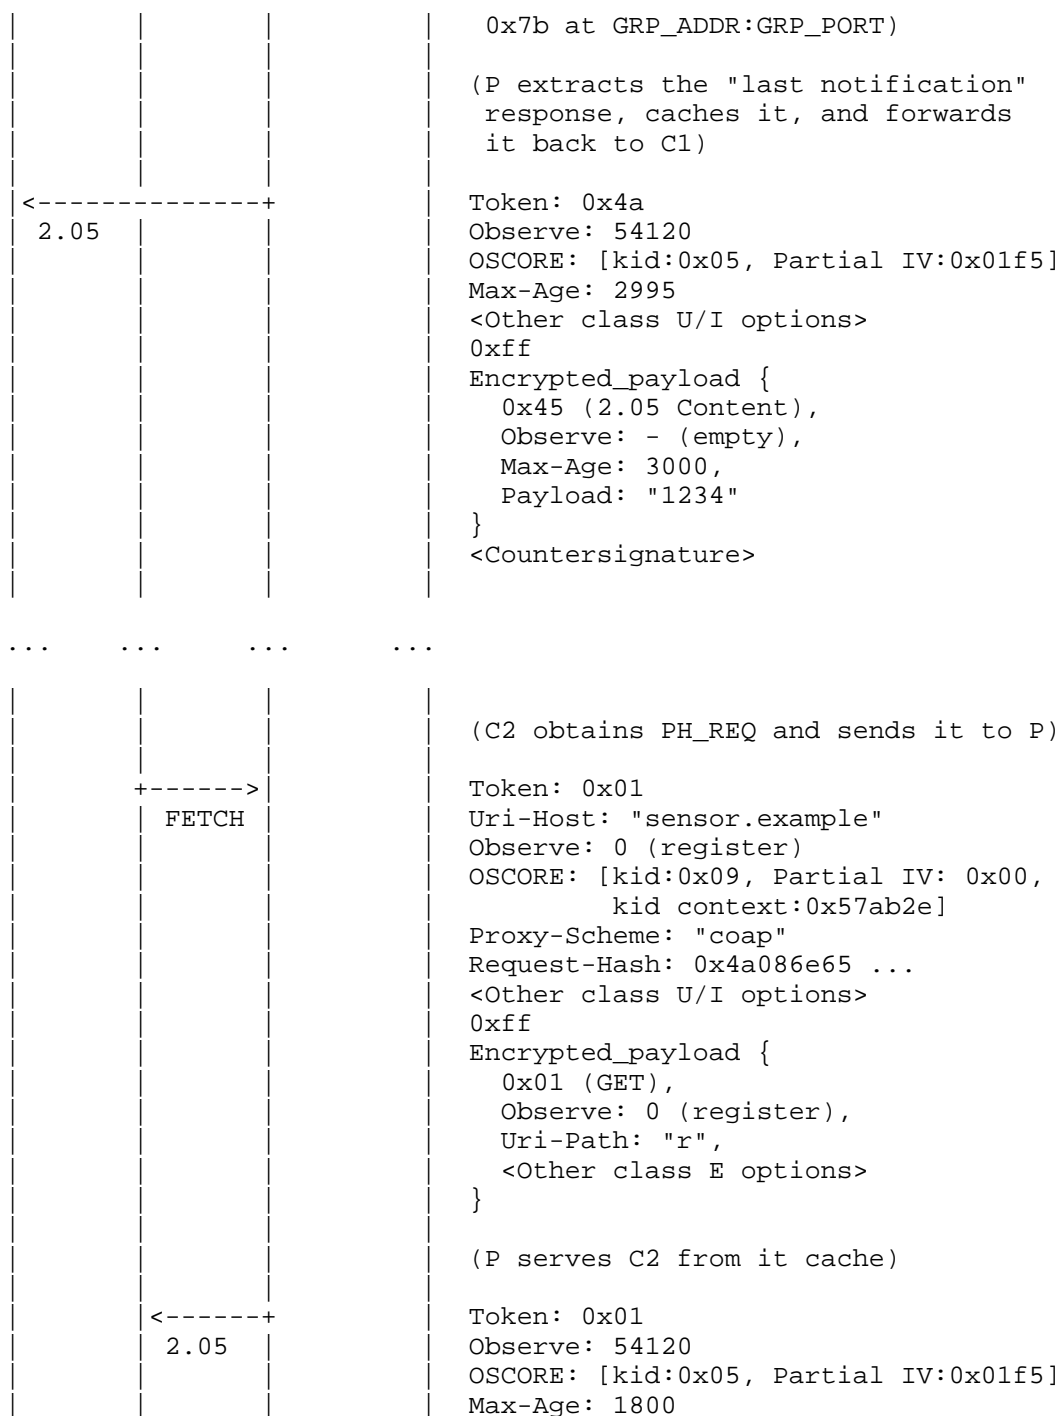 0x7b at GRP_ADDR:GRP_PORT)
(P extracts the "last notification"
response, caches it, and forwards
it back to C1)
|<--------------+ Token: 0x4a
2.05 Observe: 54120
OSCORE: [kid:0x05, Partial IV:0x01f5]
Max-Age: 2995
<Other class U/I options>
0xff
Encrypted_payload {
0x45 (2.05 Content),
Observe: - (empty),
Max-Age: 3000,
Payload: "1234"
}
<Countersignature>
... ... ... ...
(C2 obtains PH_REQ and sends it to P)
+------>| Token: 0x01
FETCH Uri-Host: "sensor.example"
Observe: 0 (register)
OSCORE: [kid:0x09, Partial IV: 0x00,
kid context:0x57ab2e]
Proxy-Scheme: "coap"
Request-Hash: 0x4a086e65 ...
<Other class U/I options>
0xff
Encrypted_payload {
0x01 (GET),
Observe: 0 (register),
Uri-Path: "r",
<Other class E options>
}
(P serves C2 from it cache)
|<------+ Token: 0x01
2.05 Observe: 54120
OSCORE: [kid:0x05, Partial IV:0x01f5]
Max-Age: 1800